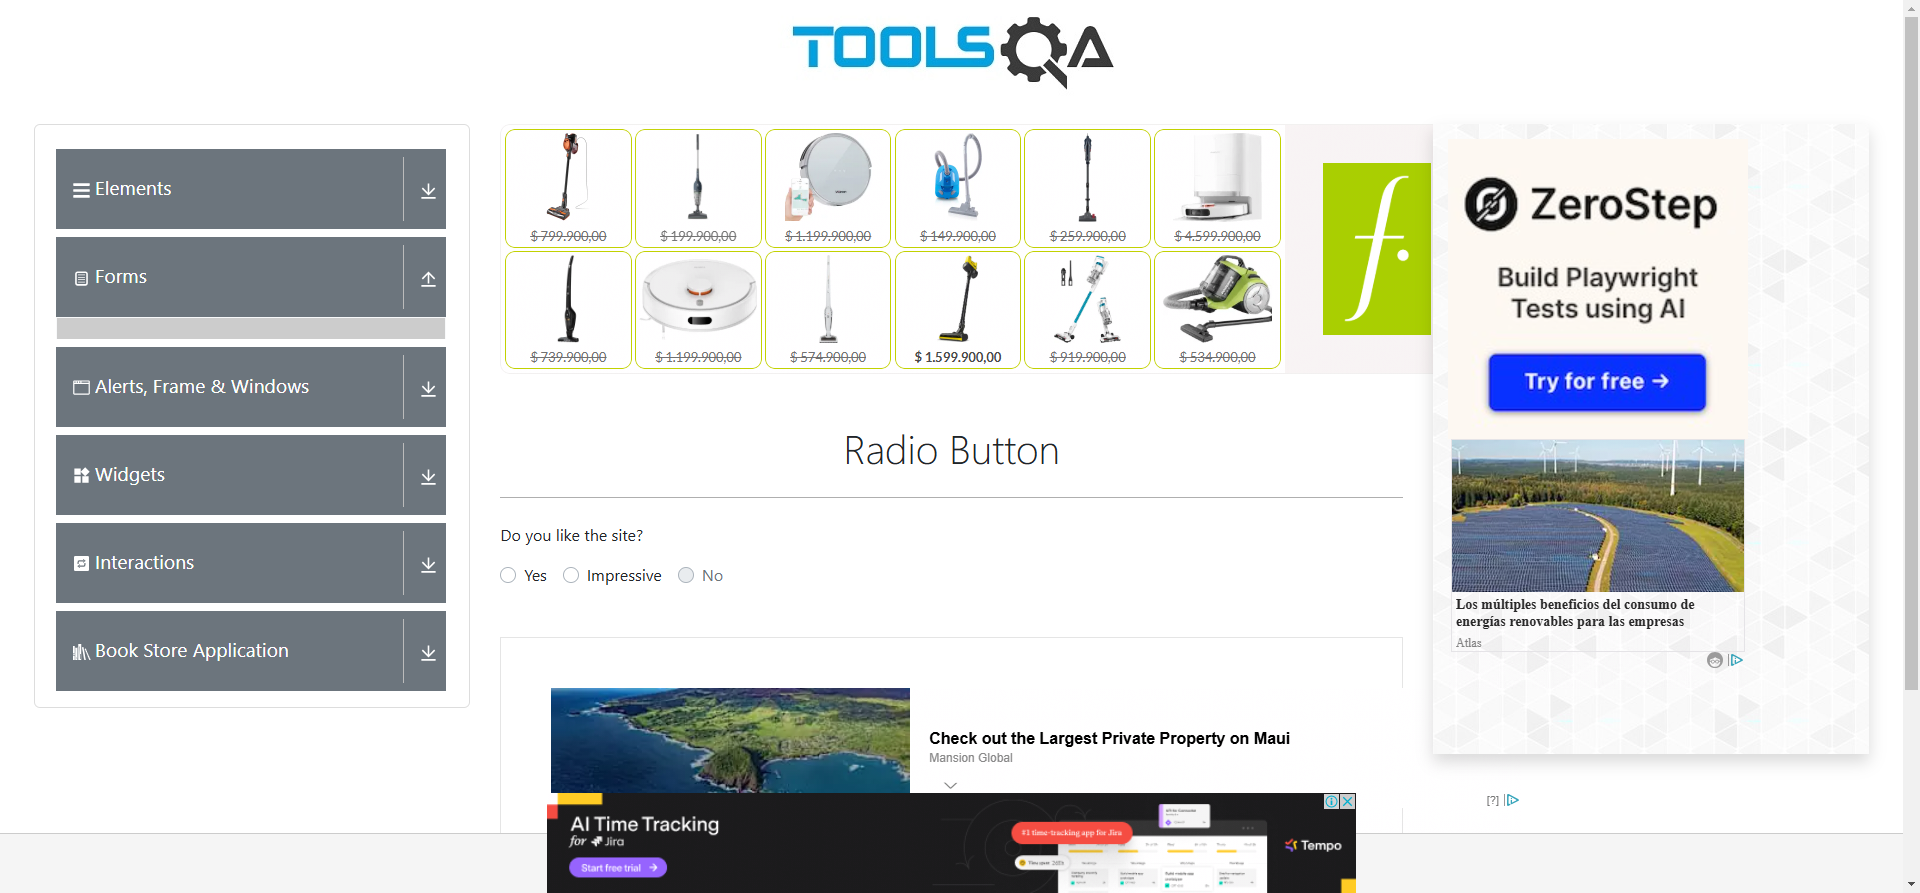 TOOLSQA
Elements
Forms
Alerts, Frame & Windows
Widgets
Interactions
Book Store Application
$ 799.900,00
$ 199.900,00
$ 1.199.900,00
$ 149.900,00
$ 259.900,00
$ 4.599.900,00
$ 739.900,00
$ 1.199.900,00
$ 574.900,00
$ 1.599.900,00
$ 919.900,00
$ 534.900,00
f.
Radio Button
Do you like the site?
Yes
Impressive
No
Check out the Largest Private Property on Maui
Mansion Global
ZeroStep
Build Playwright
Tests using AI
Try for free →
Los múltiples beneficios del consumo de
energías renovables para las empresas
Atlas
[?]
AI Time Tracking
for Jira
Start free trial →
#1 time-tracking app for Jira
Tempo